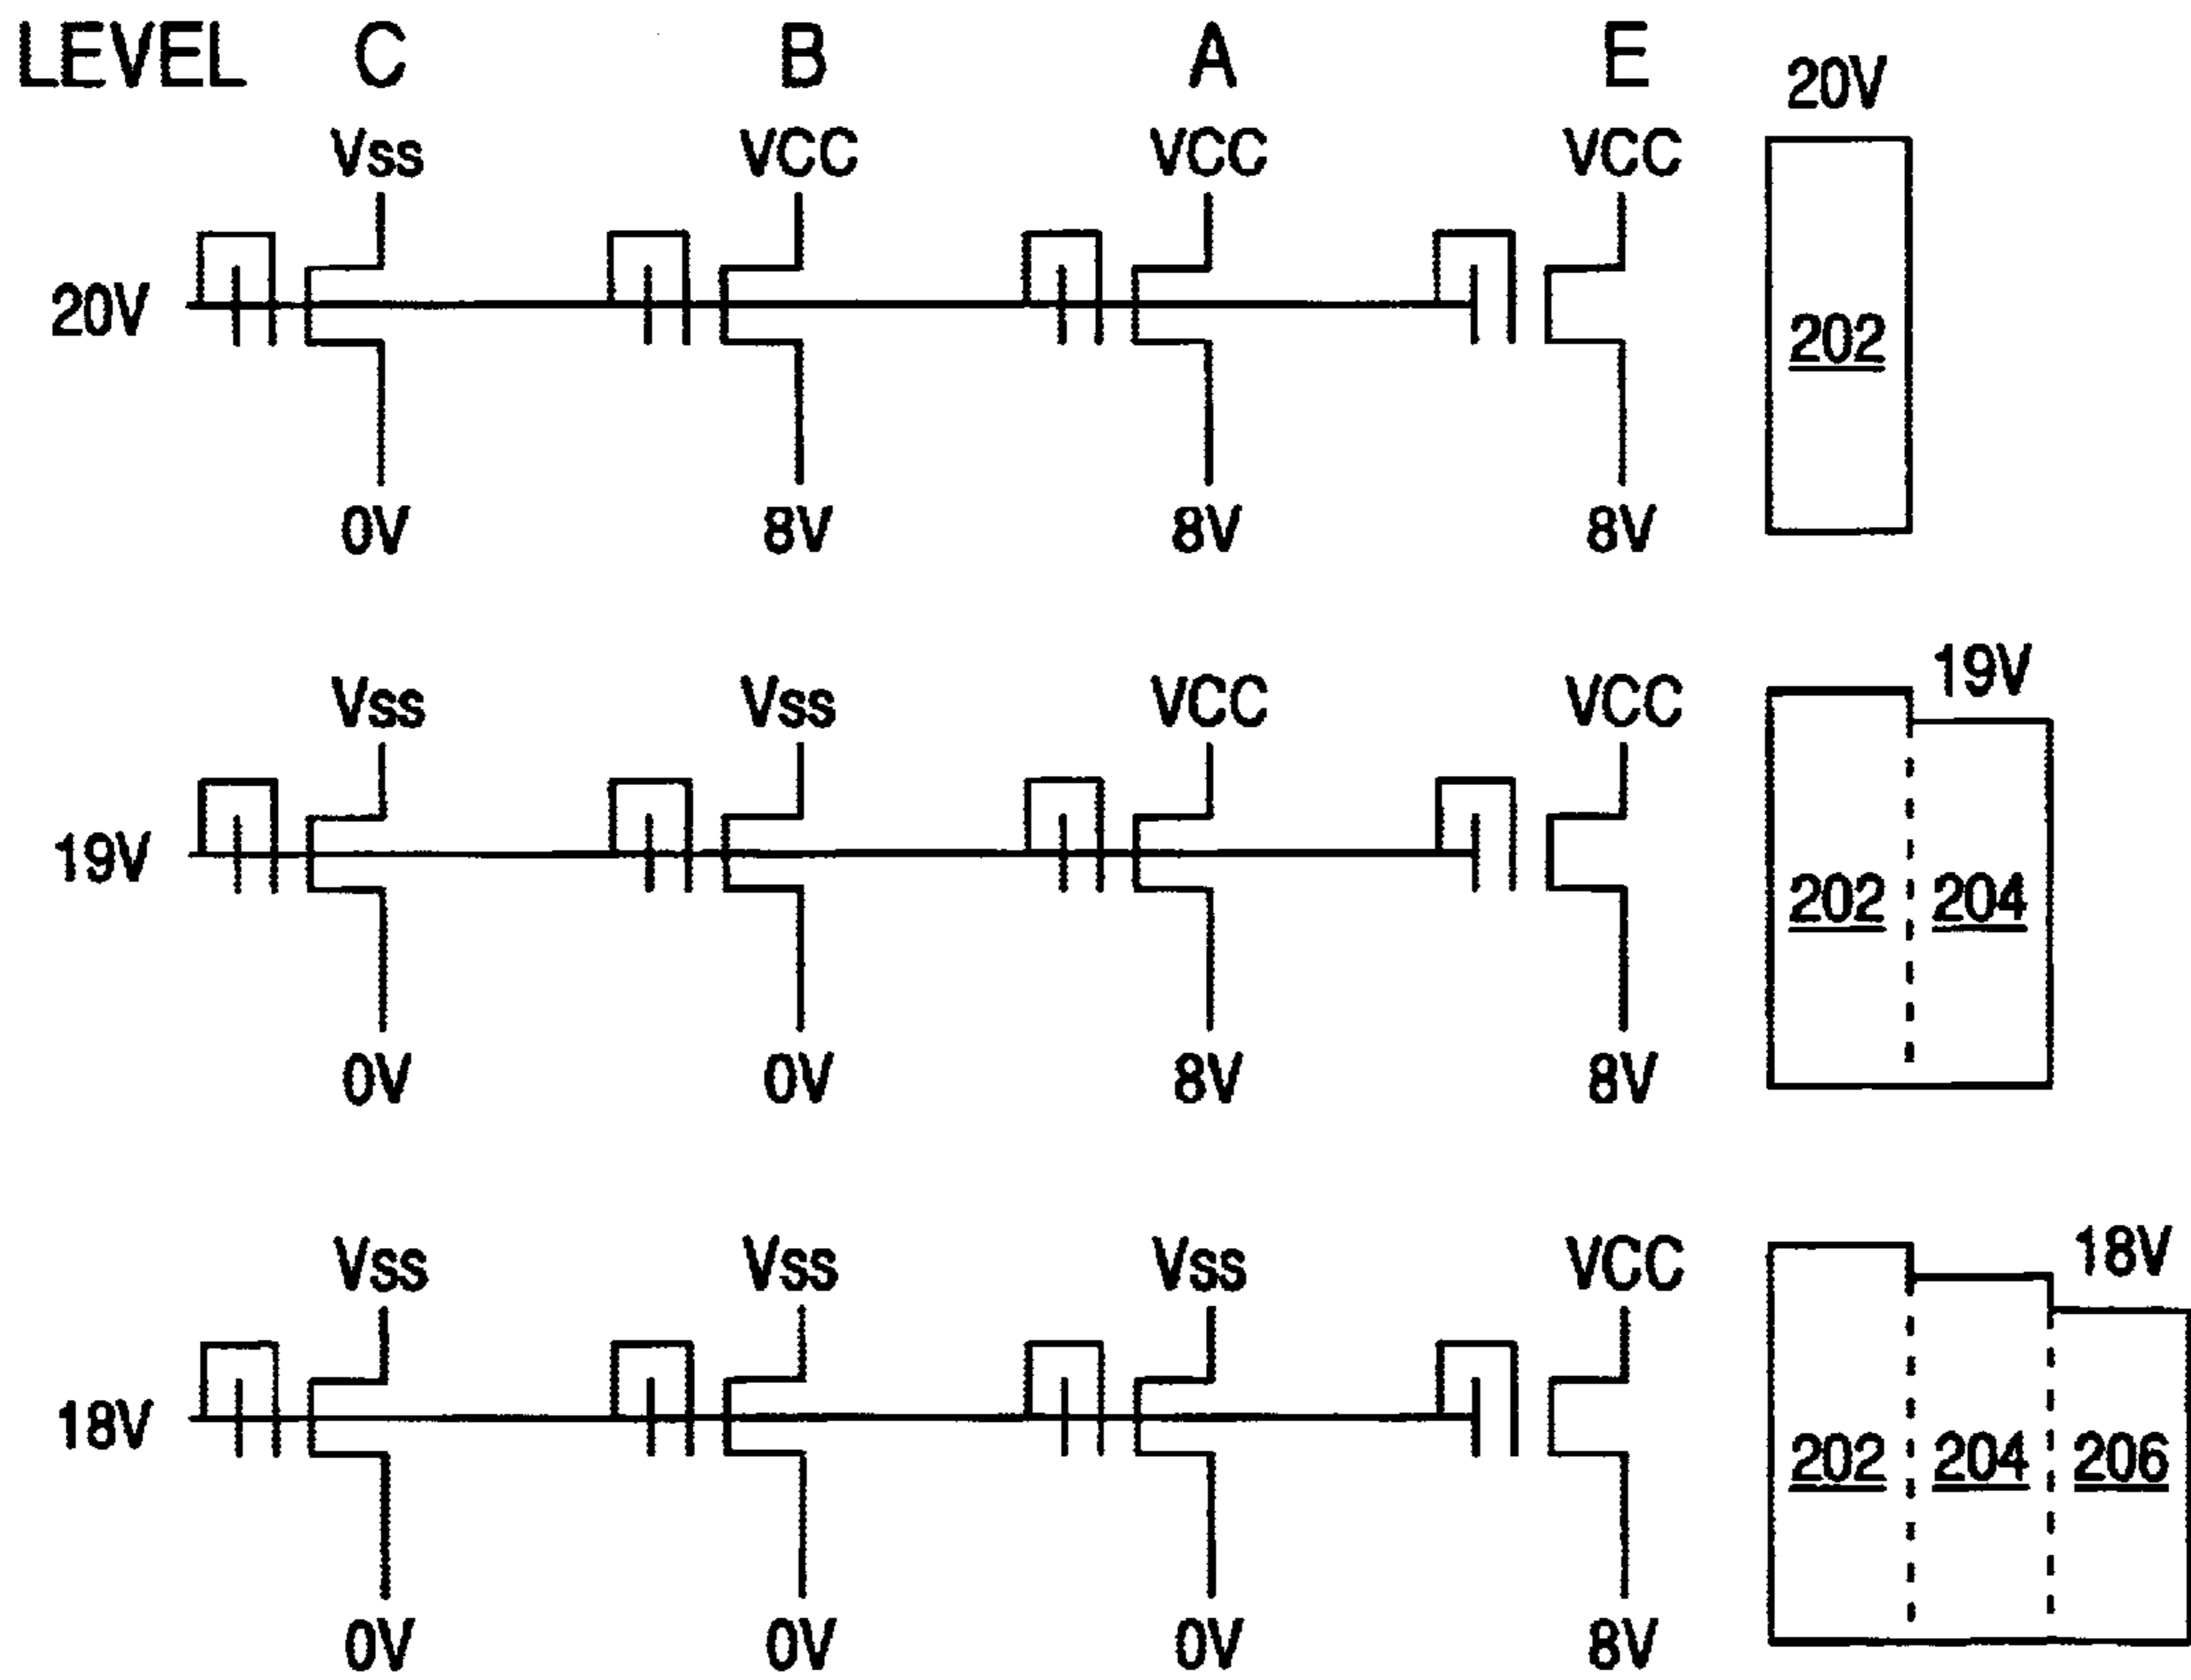 LEVEL C B A E
20V
Vss VCC VCC VCC
20V
202
0V 8V 8V 8V
19V
Vss Vss VCC VCC
19V
202 204
0V 0V 8V 8V
18V
Vss Vss Vss VCC
18V
202 204 206
0V 0V 0V 8V